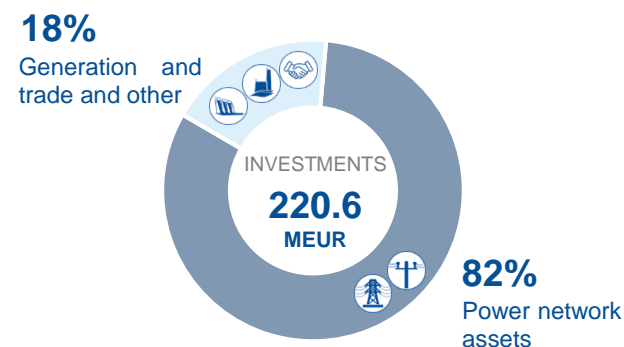 18%
Generation and
trade and other
INVESTMENTS
220.6
MEUR
82%
Power network
assets